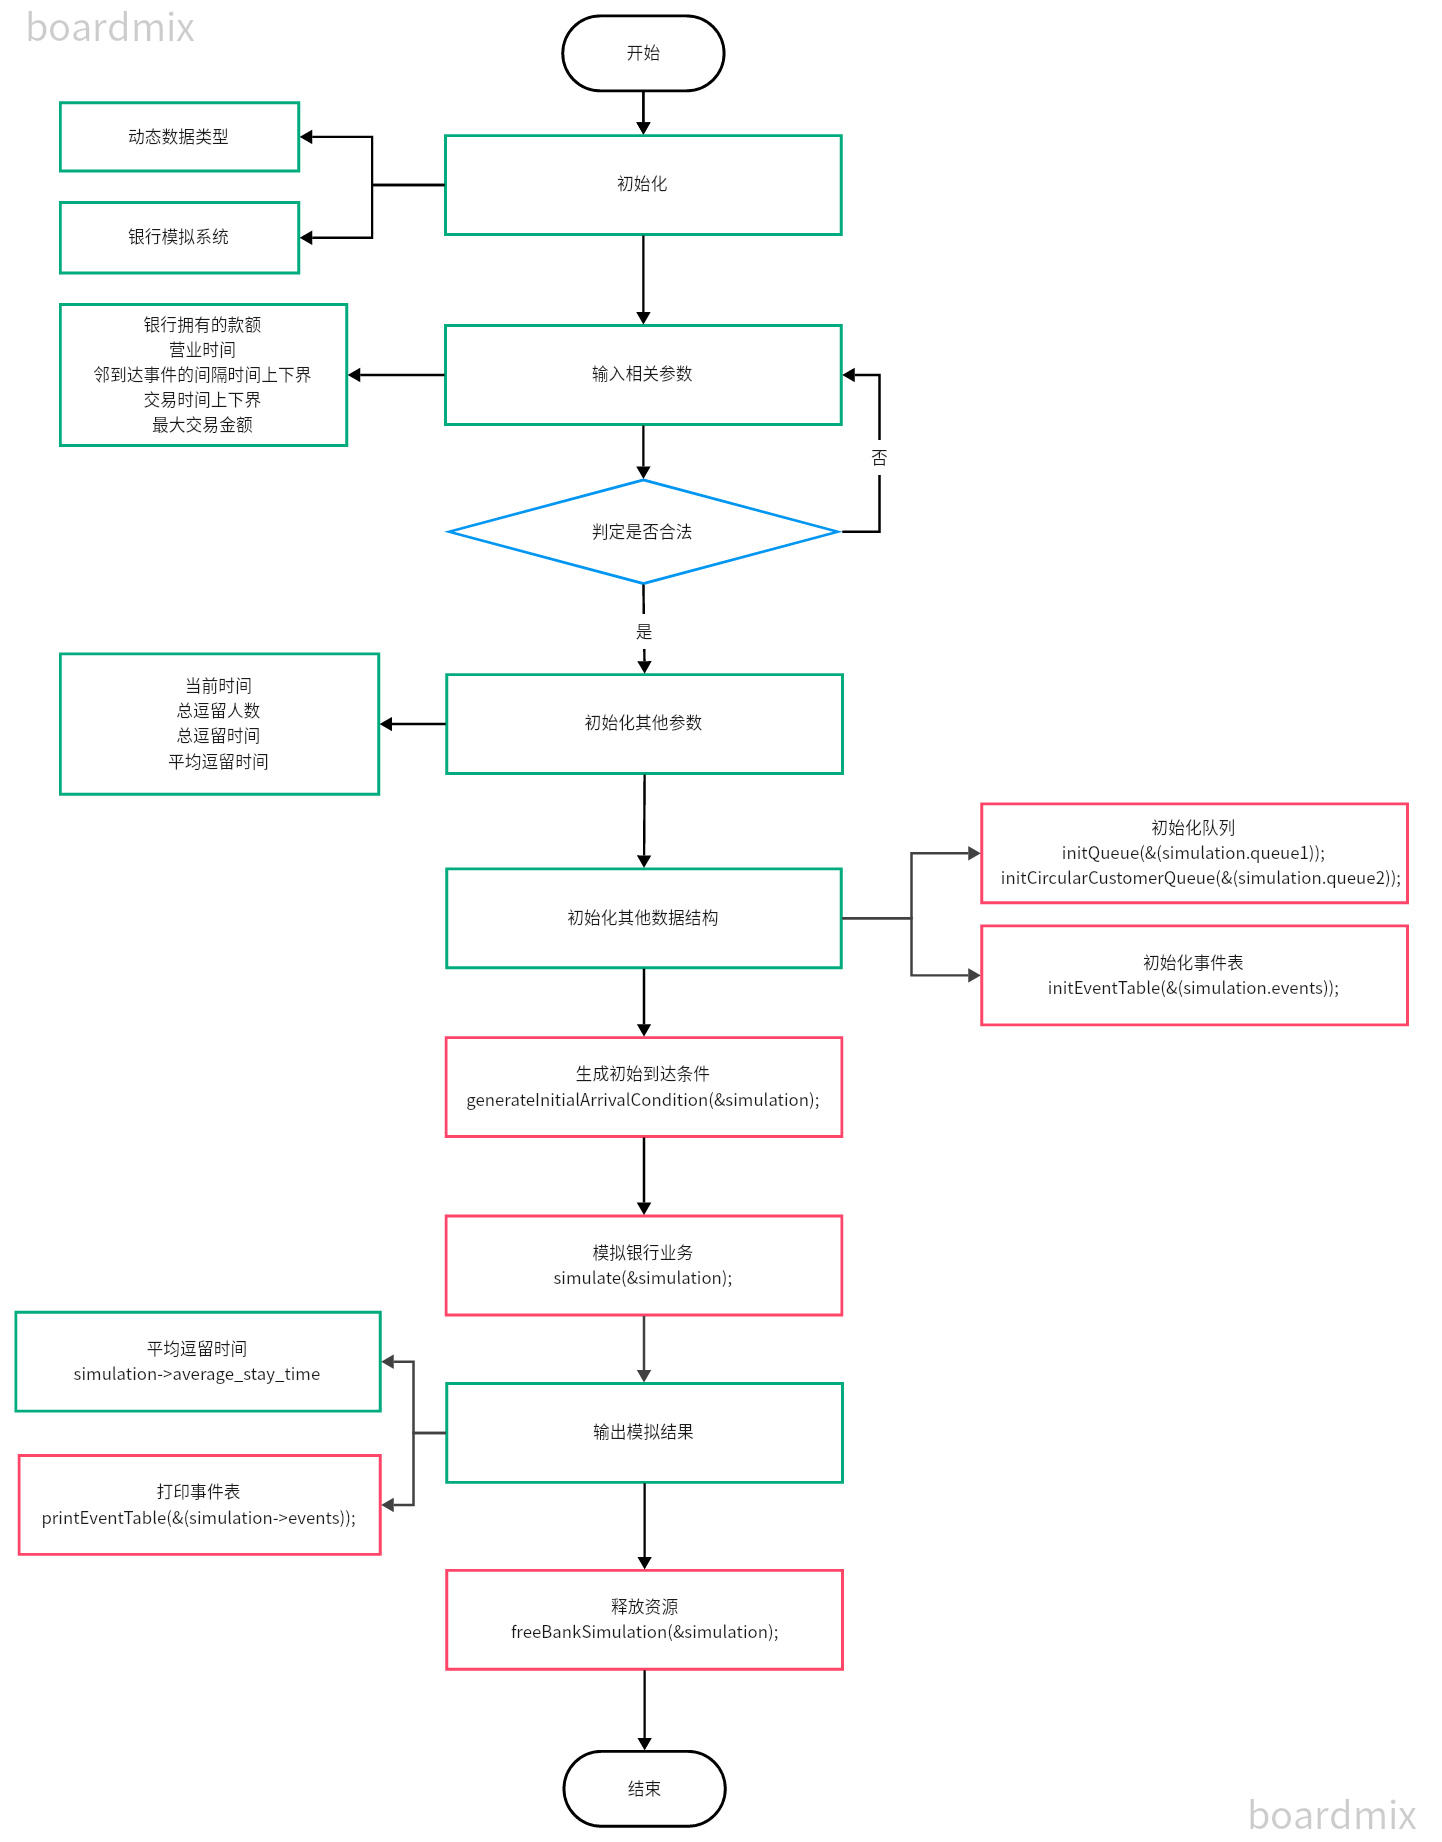 boardmix
开始
动态数据类型
初始化
银行模拟系统
银行拥有的款额
营业时间
邻到达事件的间隔时间上下界
交易时间上下界
最大交易金额
输入相关参数
否
判定是否合法
是
当前时间
总逗留人数
总逗留时间
平均逗留时间
初始化其他参数
初始化队列
initQueue(&(simulation.queue1));
initCircularCustomerQueue(&(simulation.queue2));
初始化其他数据结构
初始化事件表
initEventTable(&(simulation.events));
生成初始到达条件
generateInitialArrivalCondition(&simulation);
模拟银行业务
simulate(&simulation);
平均逗留时间
simulation->average_stay_time
输出模拟结果
打印事件表
printEventTable(&(simulation->events));
释放资源
freeBankSimulation(&simulation);
结束
boardmix